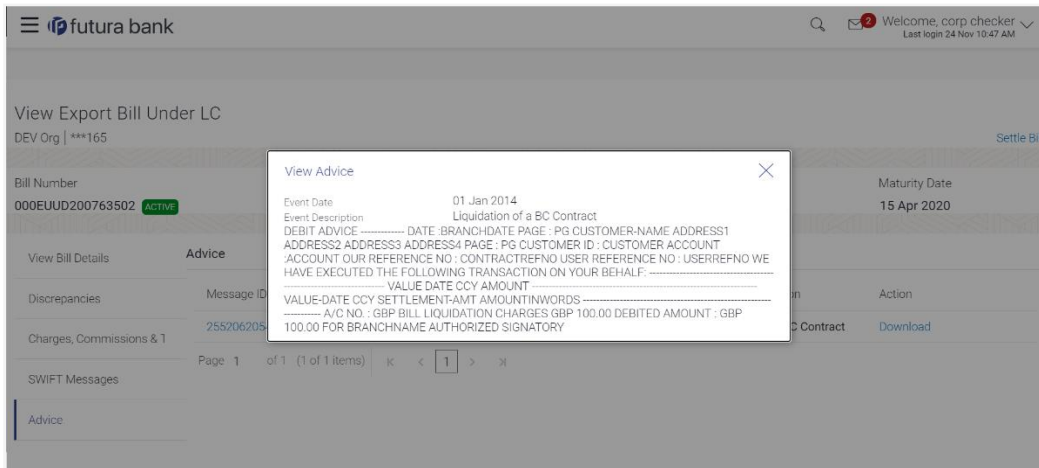 futura bank
2
Welcome, corp checker
Last login 24 Nov 10:47 AM
View Export Bill Under LC
DEV Org | ***165
Settle Bi
Bill Number
000EUUD200763502 ACTIVE
Maturity Date
15 Apr 2020
View Bill Details
Discrepancies
Charges, Commissions & T
SWIFT Messages
Advice
Advice
Message ID
Action
255206205
C Contract
Download
Page 1 of 1 (1 of 1 items) 1
View Advice
Event Date 01 Jan 2014
Event Description Liquidation of a BC Contract
DEBIT ADVICE ------------- DATE :BRANCHDATE PAGE : PG CUSTOMER-NAME ADDRESS1
ADDRESS2 ADDRESS3 ADDRESS4 PAGE : PG CUSTOMER ID : CUSTOMER ACCOUNT
:ACCOUNT OUR REFERENCE NO : CONTRACTREFNO USER REFERENCE NO : USERREFNO WE
HAVE EXECUTED THE FOLLOWING TRANSACTION ON YOUR BEHALF: -----------------------------------
---------------------------- VALUE DATE CCY AMOUNT ---------------------------------------------------------------
VALUE-DATE CCY SETTLEMENT-AMT AMOUNTINWORDS ----------------------------------------------------
---------- A/C NO. : GBP BILL LIQUIDATION CHARGES GBP 100.00 DEBITED AMOUNT : GBP
100.00 FOR BRANCHNAME AUTHORIZED SIGNATORY